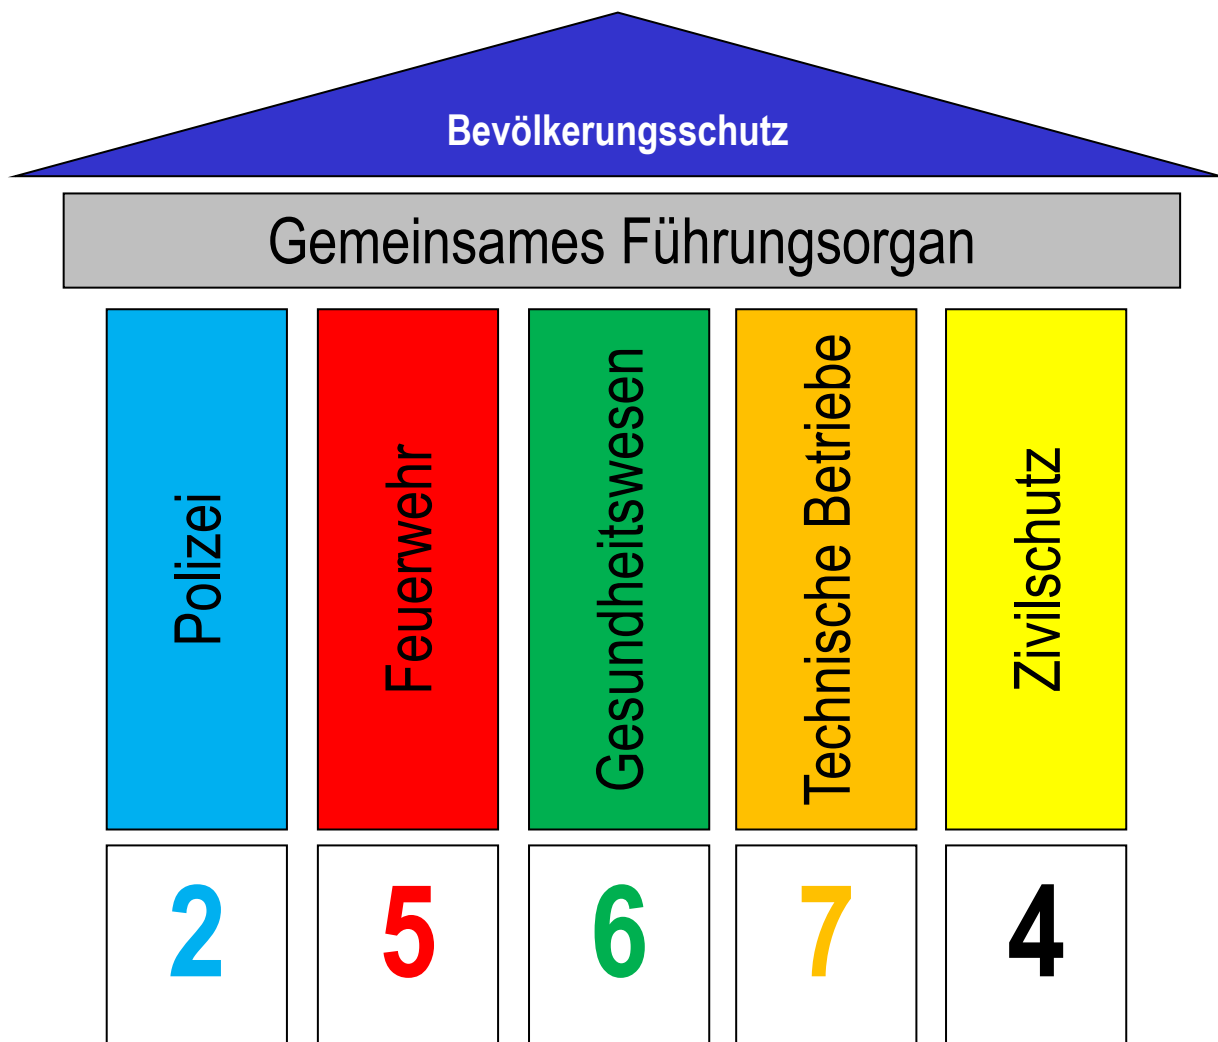 Bevölkerungsschutz
Gemeinsames Führungsorgan
Polizei
Feuerwehr
Gesundheitswesen
Technische Betriebe
Zivilschutz
2
5
6
7
4